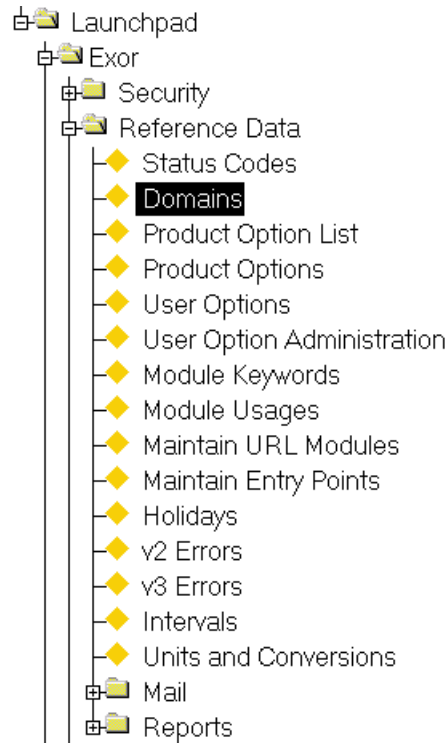 Launchpad
Exor
Security
Reference Data
Status Codes
Domains
Product Option List
Product Options
User Options
User Option Administration
Module Keywords
Module Usages
Maintain URL Modules
Maintain Entry Points
Holidays
v2 Errors
v3 Errors
Intervals
Units and Conversions
Mail
Reports